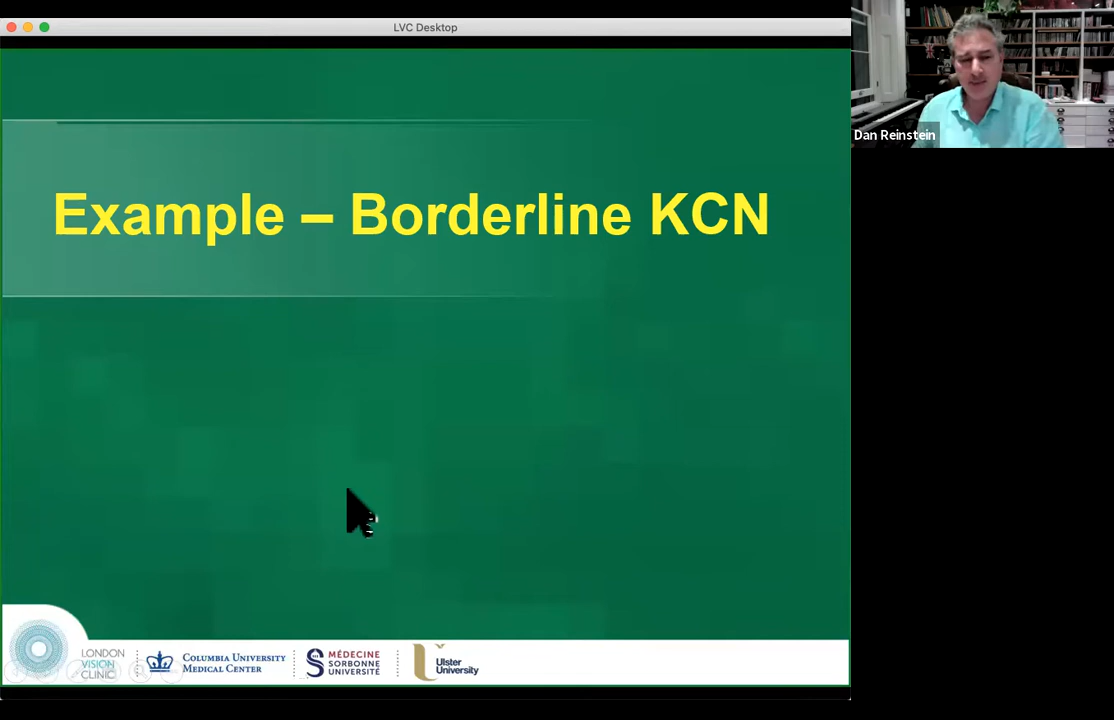 LVC Desktop
Dan Reinstein
Example – Borderline KCN
LONDON
VISION
CLINIC
COLUMBIA UNIVERSITY
MEDICAL CENTER
MÉDECINE
SORBONNE
UNIVERSITÉ
Ulster
University